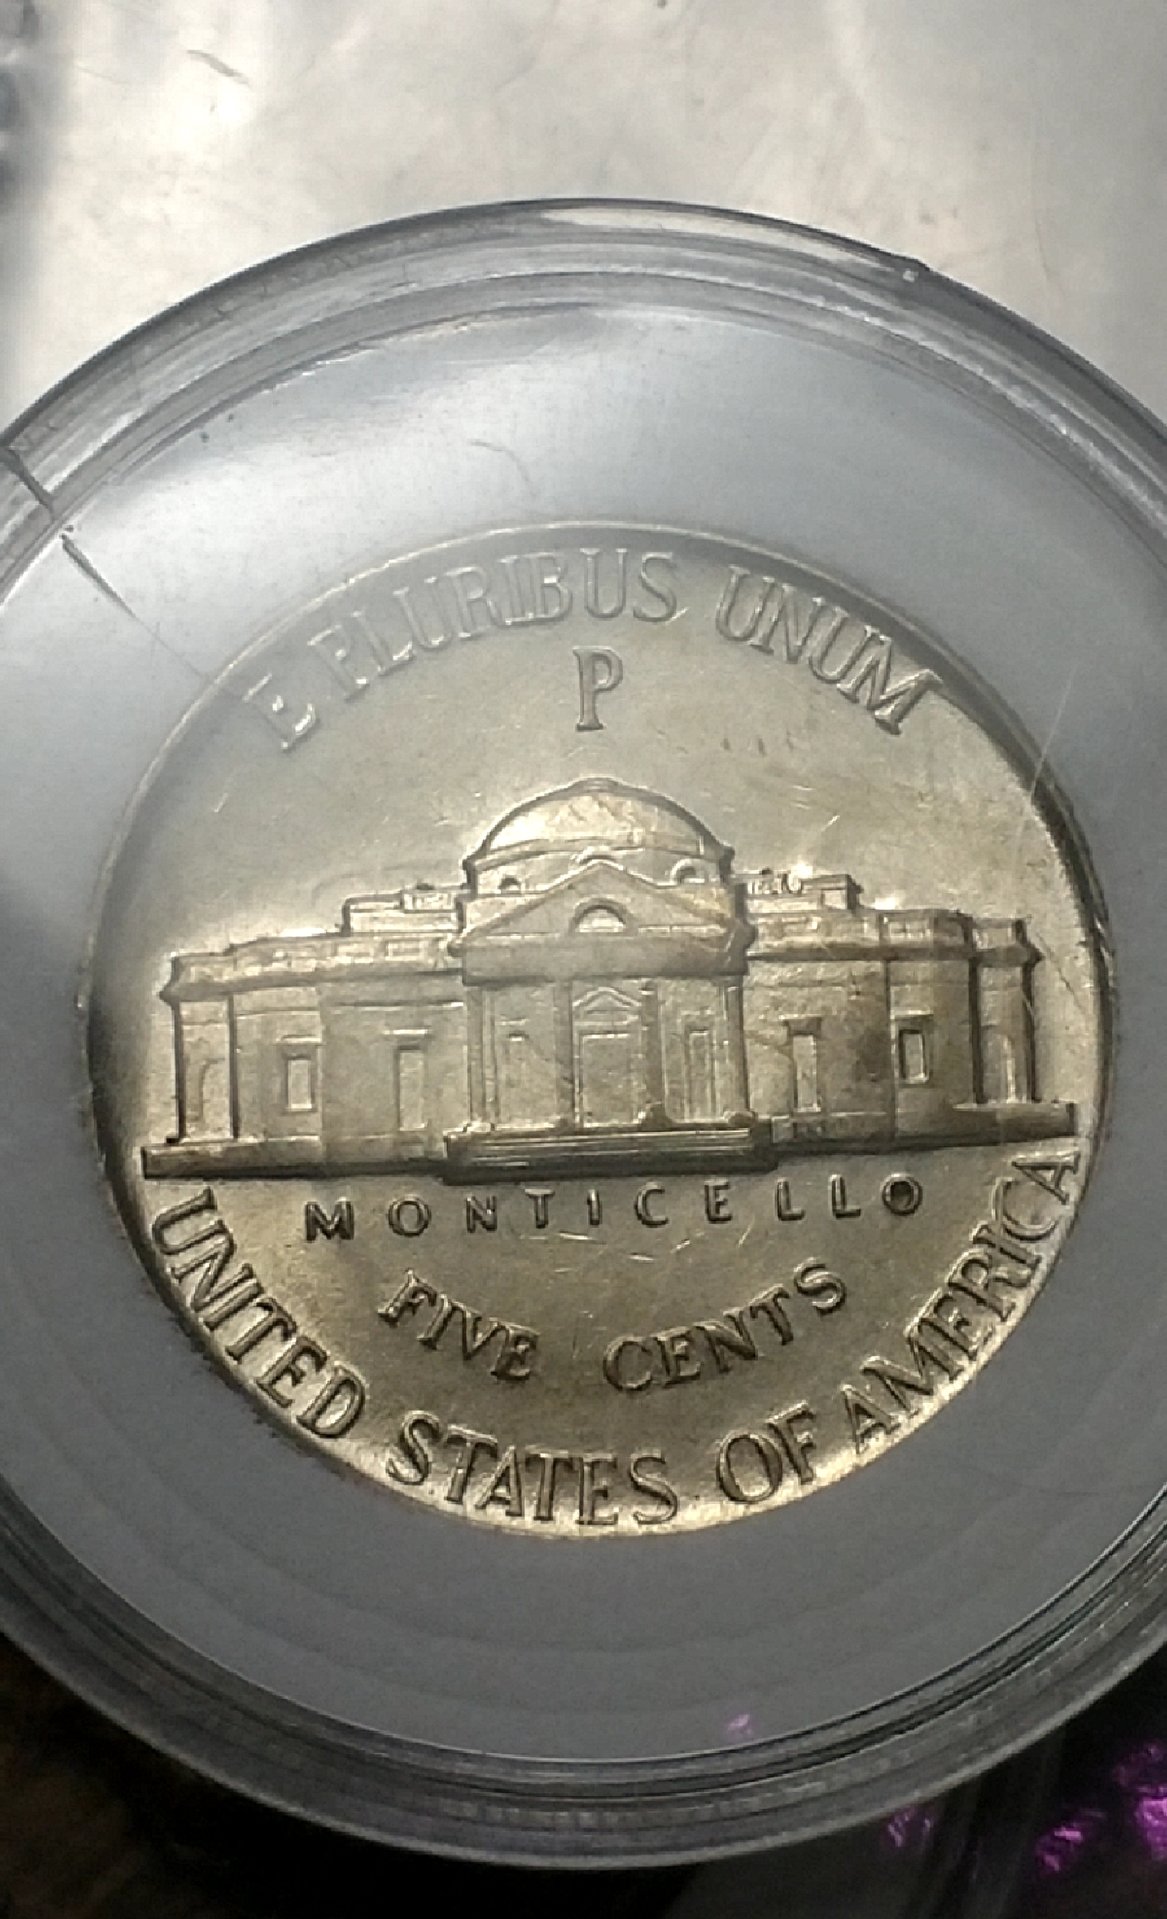 E PLURIBUS UNUM
P
MONTICELLO
FIVE CENTS
UNITED STATES OF AMERICA